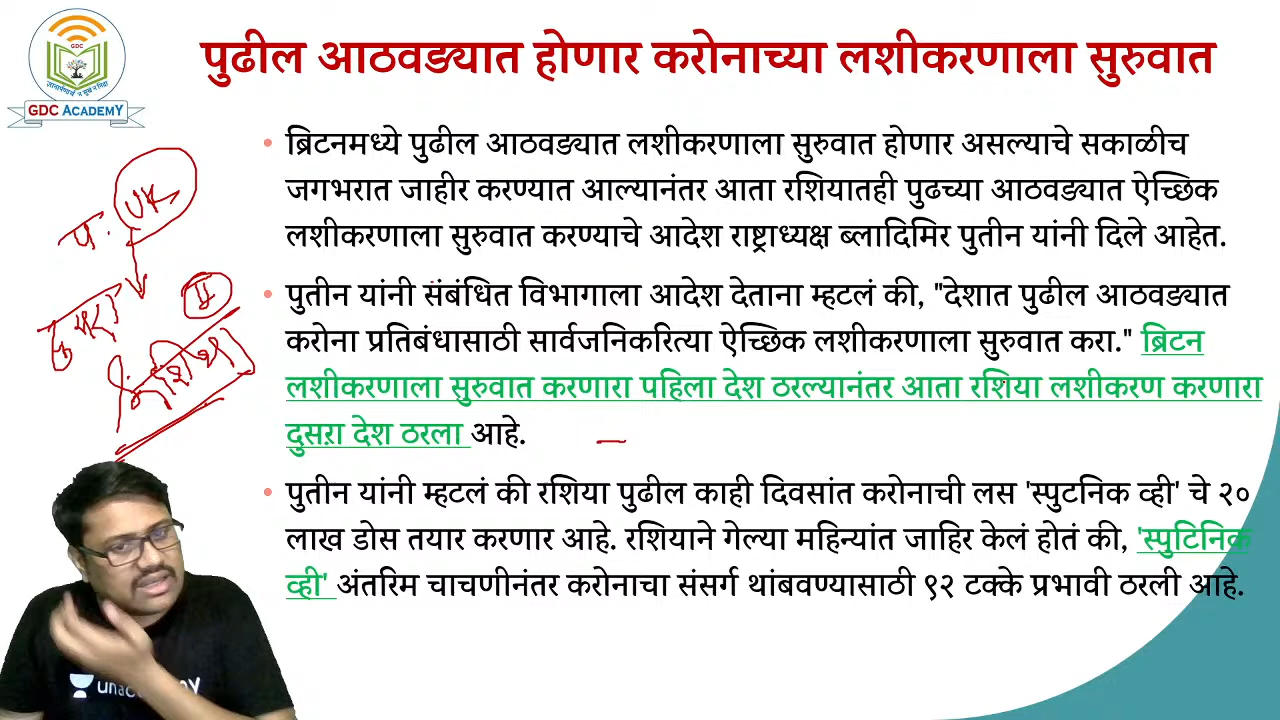 GDC
GDC ACADEMY
पुढील आठवड्यात होणार करोनाच्या लशीकरणाला सुरुवात
• ब्रिटनमध्ये पुढील आठवड्यात लशीकरणाला सुरुवात होणार असल्याचे सकाळीच
जगभरात जाहीर करण्यात आल्यानंतर आता रशियातही पुढच्या आठवड्यात ऐच्छिक
लशीकरणाला सुरुवात करण्याचे आदेश राष्ट्राध्यक्ष ब्लादिमिर पुतीन यांनी दिले आहेत.
• पुतीन यांनी संबंधित विभागाला आदेश देताना म्हटलं की, "देशात पुढील आठवड्यात
करोना प्रतिबंधासाठी सार्वजनिकरित्या ऐच्छिक लशीकरणाला सुरुवात करा." ब्रिटन
लशीकरणाला सुरुवात करणारा पहिला देश ठरल्यानंतर आता रशिया लशीकरण करणारा
दुसरा देश ठरला आहे.
• पुतीन यांनी म्हटलं की रशिया पुढील काही दिवसांत करोनाची लस 'स्पुटनिक व्ही' चे २०
लाख डोस तयार करणार आहे. रशियाने गेल्या महिन्यांत जाहिर केलं होतं की, 'स्पुटिनिक
व्ही' अंतरिम चाचणीनंतर करोनाचा संसर्ग थांबवण्यासाठी ९२ टक्के प्रभावी ठरली आहे.
प. UK
दुसरा II
रशिया
unacademy